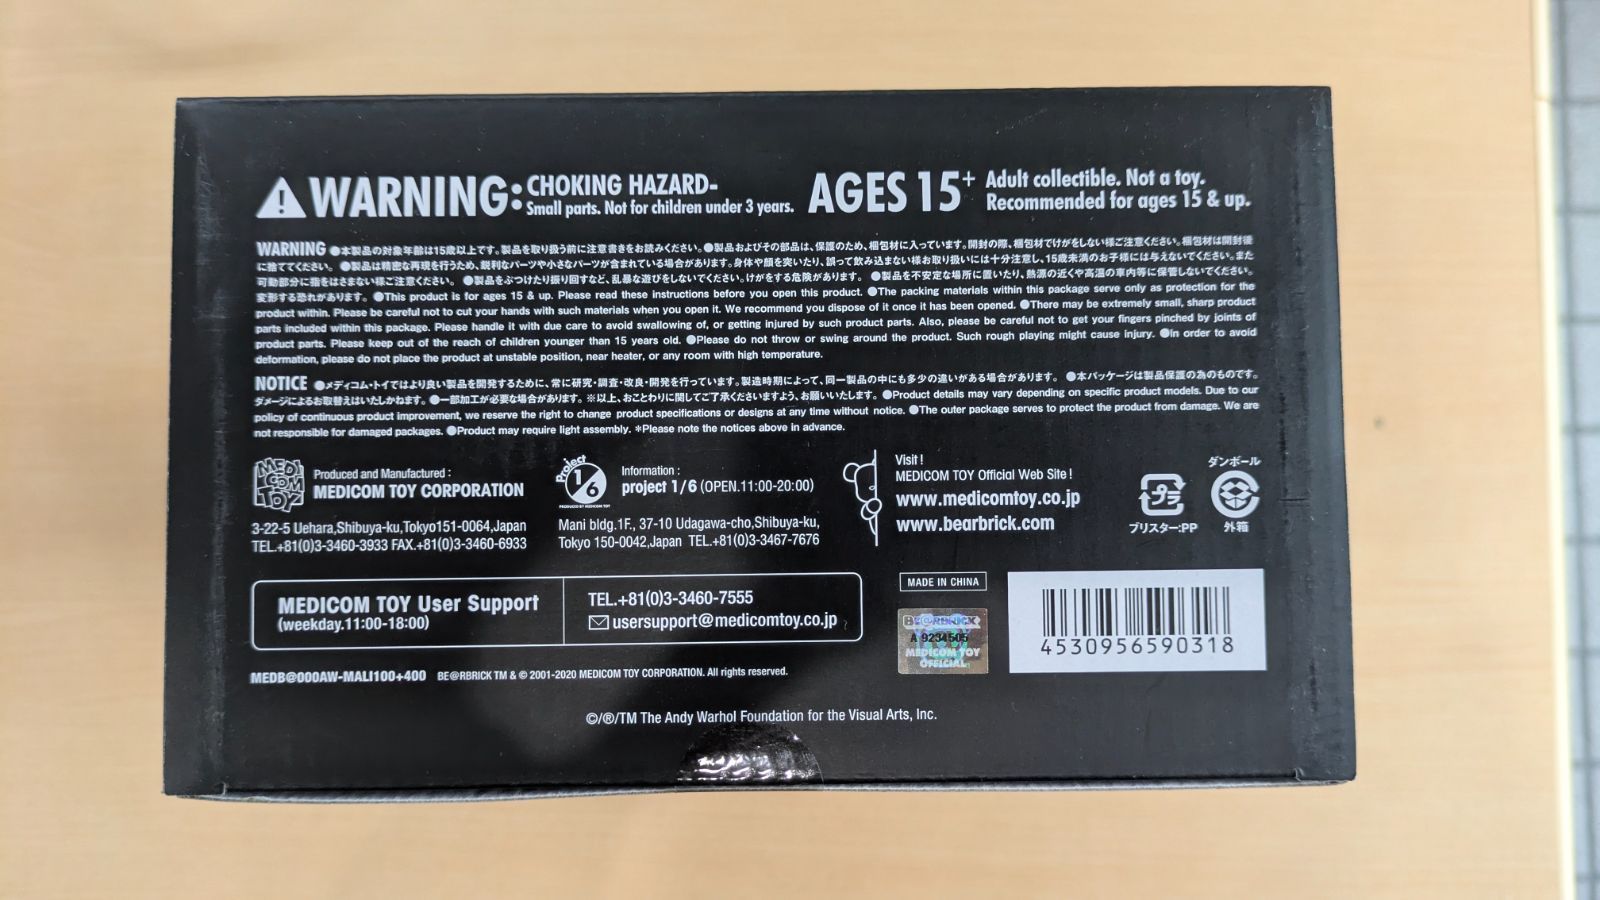 WARNING: CHOKING HAZARD-
Small parts. Not for children under 3 years.
AGES 15+ Adult collectible. Not a toy.
Recommended for ages 15 & up.
WARNING ●本製品の対象年齢は15歳以上です。製品を取り扱う前に注意書きをお読みください。●製品およびその部品は、保護のため、梱包材に入っています。開封の際、梱包材でけがをしない様ご注意ください。梱包材は開封後
に捨ててください。 ●製品は精密な再現を行うため、鋭利なパーツや小さなパーツが含まれている場合があります。身体や顔を突いたり、誤って飲み込まない様お取り扱いには十分注意し、15歳未満のお子様には与えないでください。また
可動部分に指をはさまない様ご注意ください。 ●製品をぶつけたり振り回すなど、乱暴な遊びをしないでください。けがをする危険があります。 ●製品を不安定な場所に置いたり、熱源の近くや高温の車内等に保管しないでください。
変形する恐れがあります。 ●This product is for ages 15 & up. Please read these instructions before you open this product. ●The packing materials within this package serve only as protection for the
product within. Please be careful not to cut your hands with such materials when you open it. We recommend you dispose of it once it has been opened. ●There may be extremely small, sharp product
parts included within this package. Please handle it with due care to avoid swallowing of, or getting injured by such product parts. Also, please be careful not to get your fingers pinched by joints of
product parts. Please keep out of the reach of children younger than 15 years old. ●Please do not throw or swing around the product. Such rough playing might cause injury. ●In order to avoid
deformation, please do not place the product at unstable position, near heater, or any room with high temperature.
NOTICE ●メディコム・トイではより良い製品を開発するために、常に研究・調査・改良・開発を行っています。製造時期によって、同一製品の中にも多少の違いがある場合があります。 ●本パッケージは製品保護の為のものです。
ダメージによるお取替えはいたしかねます。 ●一部加工が必要な場合があります。※以上、おことわりに関してご了承くださいますよう、お願いいたします。 ●Product details may vary depending on specific product models. Due to our
policy of continuous product improvement, we reserve the right to change product specifications or designs at any time without notice. ●The outer package serves to protect the product from damage. We are
not responsible for damaged packages. ●Product may require light assembly. *Please note the notices above in advance.
MEDI COM TOY
Produced and Manufactured :
MEDICOM TOY CORPORATION
3-22-5 Uehara,Shibuya-ku,Tokyo151-0064,Japan
TEL.+81(0)3-3460-3933 FAX.+81(0)3-3460-6933
Project 1/6
PRODUCED BY MEDICOM TOY
Information :
project 1/6 (OPEN.11:00-20:00)
Mani bldg.1F., 37-10 Udagawa-cho,Shibuya-ku,
Tokyo 150-0042,Japan TEL.+81(0)3-3467-7676
Visit !
MEDICOM TOY Official Web Site !
www.medicomtoy.co.jp
www.bearbrick.com
プラ
ブリスター:PP
ダンボール
外箱
MEDICOM TOY User Support
(weekday.11:00-18:00)
TEL.+81(0)3-3460-7555
usersupport@medicomtoy.co.jp
MADE IN CHINA
BE@RBRICK
A 9234505
MEDICOM TOY
OFFICIAL
4530956590318
MEDB@000AW-MALI100+400 BE@RBRICK TM & © 2001-2020 MEDICOM TOY CORPORATION. All rights reserved.
©/®/TM The Andy Warhol Foundation for the Visual Arts, Inc.